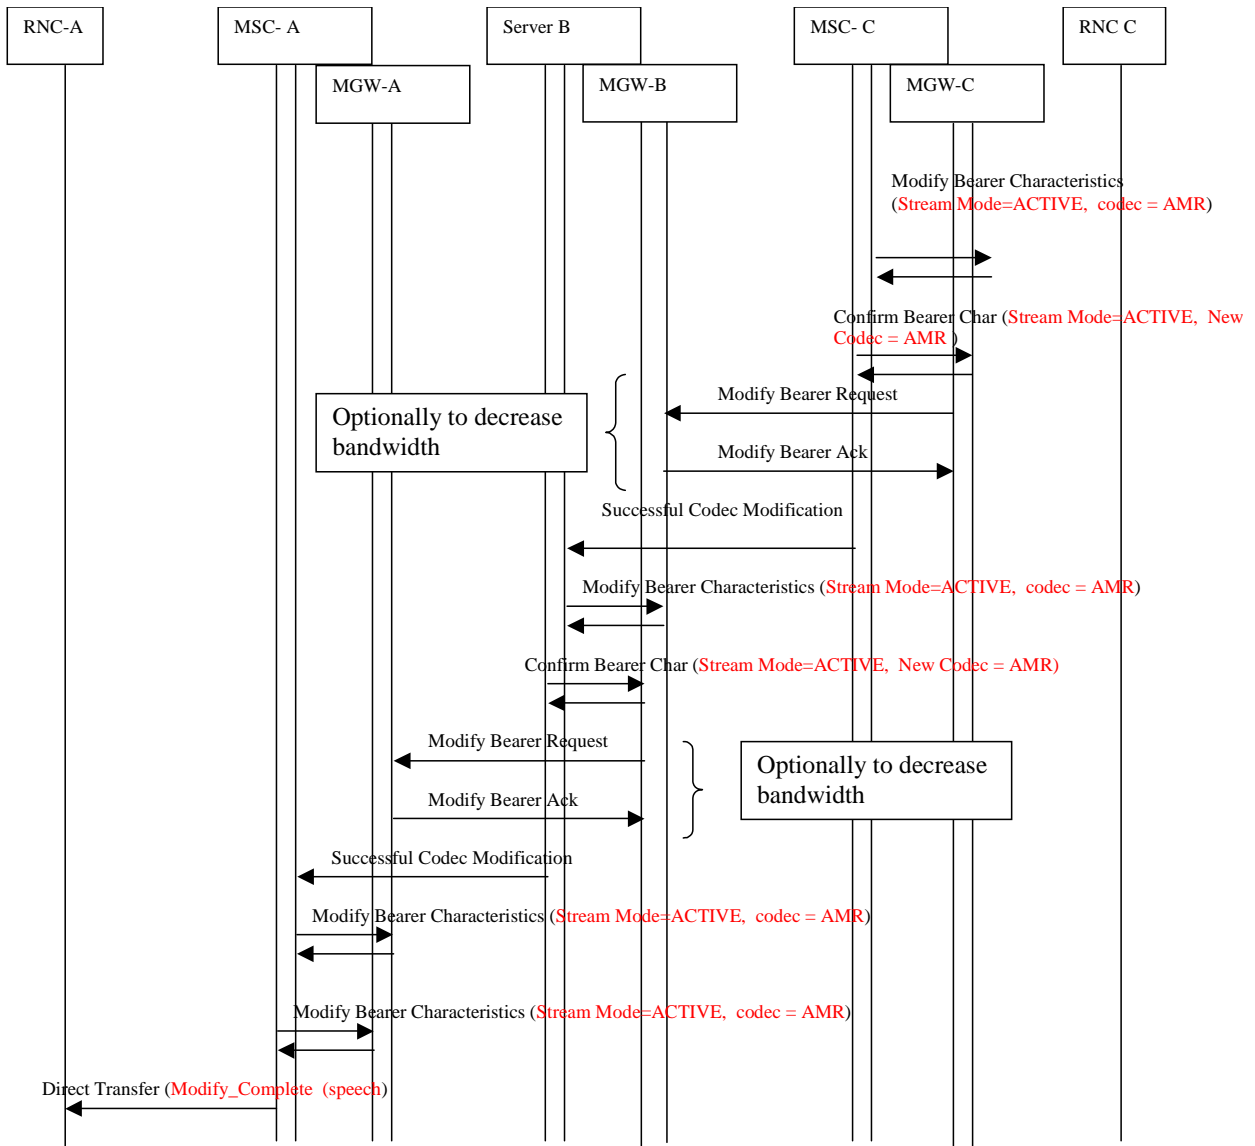 RNC-A
MSC- A
Server B
MSC- C
RNC C
MGW-A
MGW-B
MGW-C
Modify Bearer Characteristics
(Stream Mode=ACTIVE, codec = AMR)
Confirm Bearer Char (Stream Mode=ACTIVE, New
Codec = AMR )
Modify Bearer Request
Optionally to decrease
bandwidth
Modify Bearer Ack
Successful Codec Modification
Modify Bearer Characteristics (Stream Mode=ACTIVE, codec = AMR)
Confirm Bearer Char (Stream Mode=ACTIVE, New Codec = AMR)
Modify Bearer Request
Optionally to decrease
bandwidth
Modify Bearer Ack
Successful Codec Modification
Modify Bearer Characteristics (Stream Mode=ACTIVE, codec = AMR)
Modify Bearer Characteristics (Stream Mode=ACTIVE, codec = AMR)
Direct Transfer (Modify_Complete (speech)